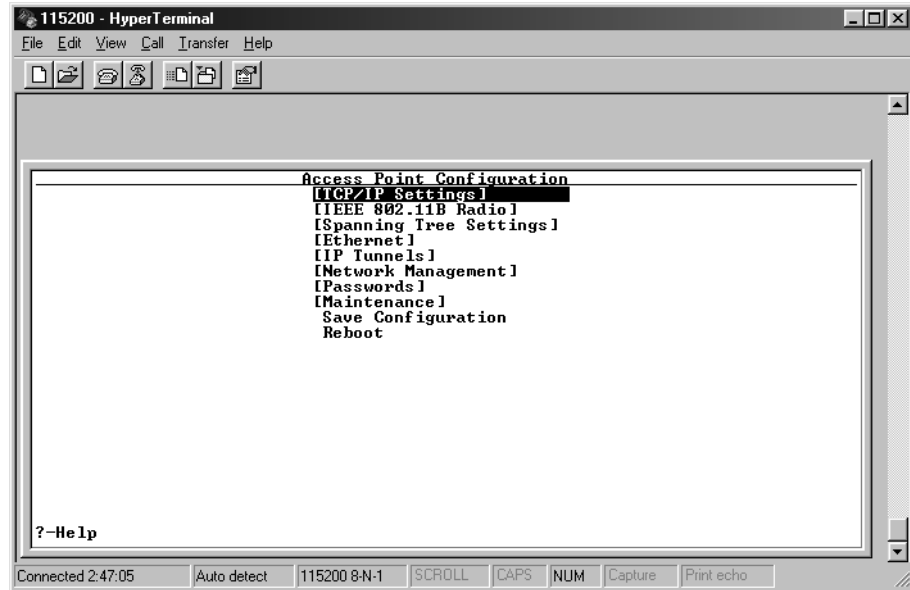 115200 - HyperTerminal
File Edit View Call Transfer Help
Access Point Configuration
[TCP/IP Settings]
[IEEE 802.11B Radio]
[Spanning Tree Settings]
[Ethernet]
[IP Tunnels]
[Network Management]
[Passwords]
[Maintenance]
Save Configuration
Reboot
?-Help
Connected 2:47:05 Auto detect 115200 8-N-1 SCROLL CAPS NUM Capture Print echo